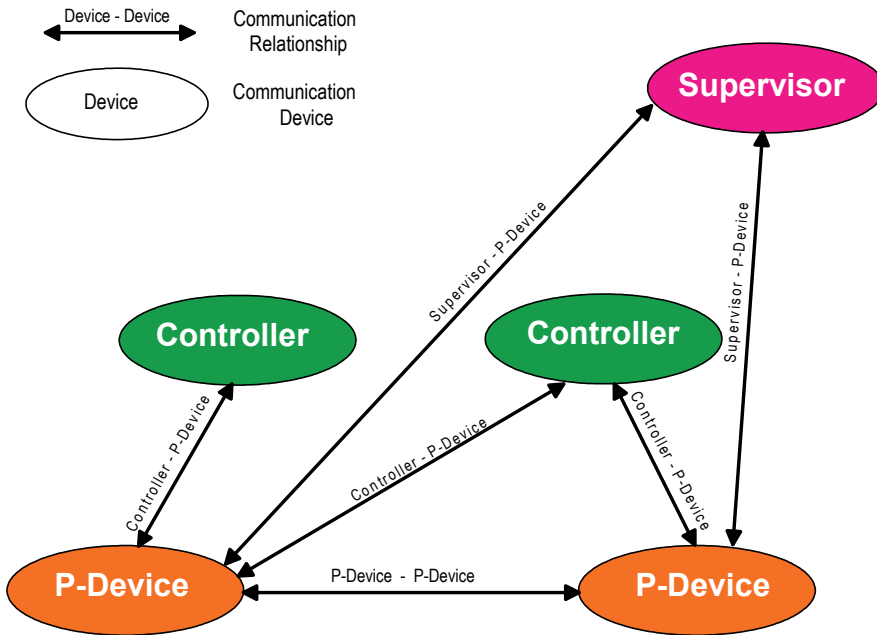 Device - Device
Communication
Relationship
Device
Communication
Device
Supervisor
Supervisor - P-Device
Supervisor - P-Device
Controller
Controller
Controller - P-Device
Controller - P-Device
Controller - P-Device
P-Device
P-Device - P-Device
P-Device